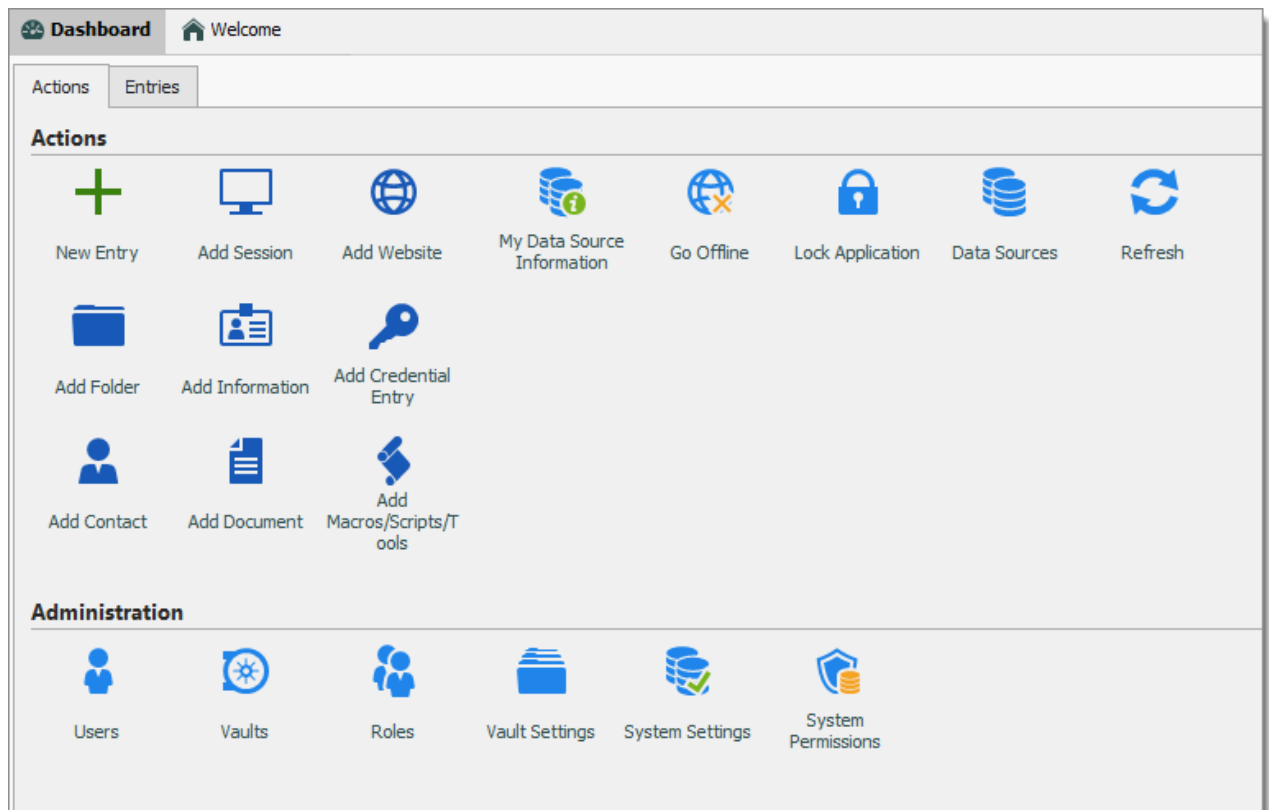 Dashboard
Welcome
Actions
Entries
Actions
New Entry
Add Session
Add Website
My Data Source
Information
Go Offline
Lock Application
Data Sources
Refresh
Add Folder
Add Information
Add Credential
Entry
Add Contact
Add Document
Add
Macros/Scripts/T
ools
Administration
Users
Vaults
Roles
Vault Settings
System Settings
System
Permissions